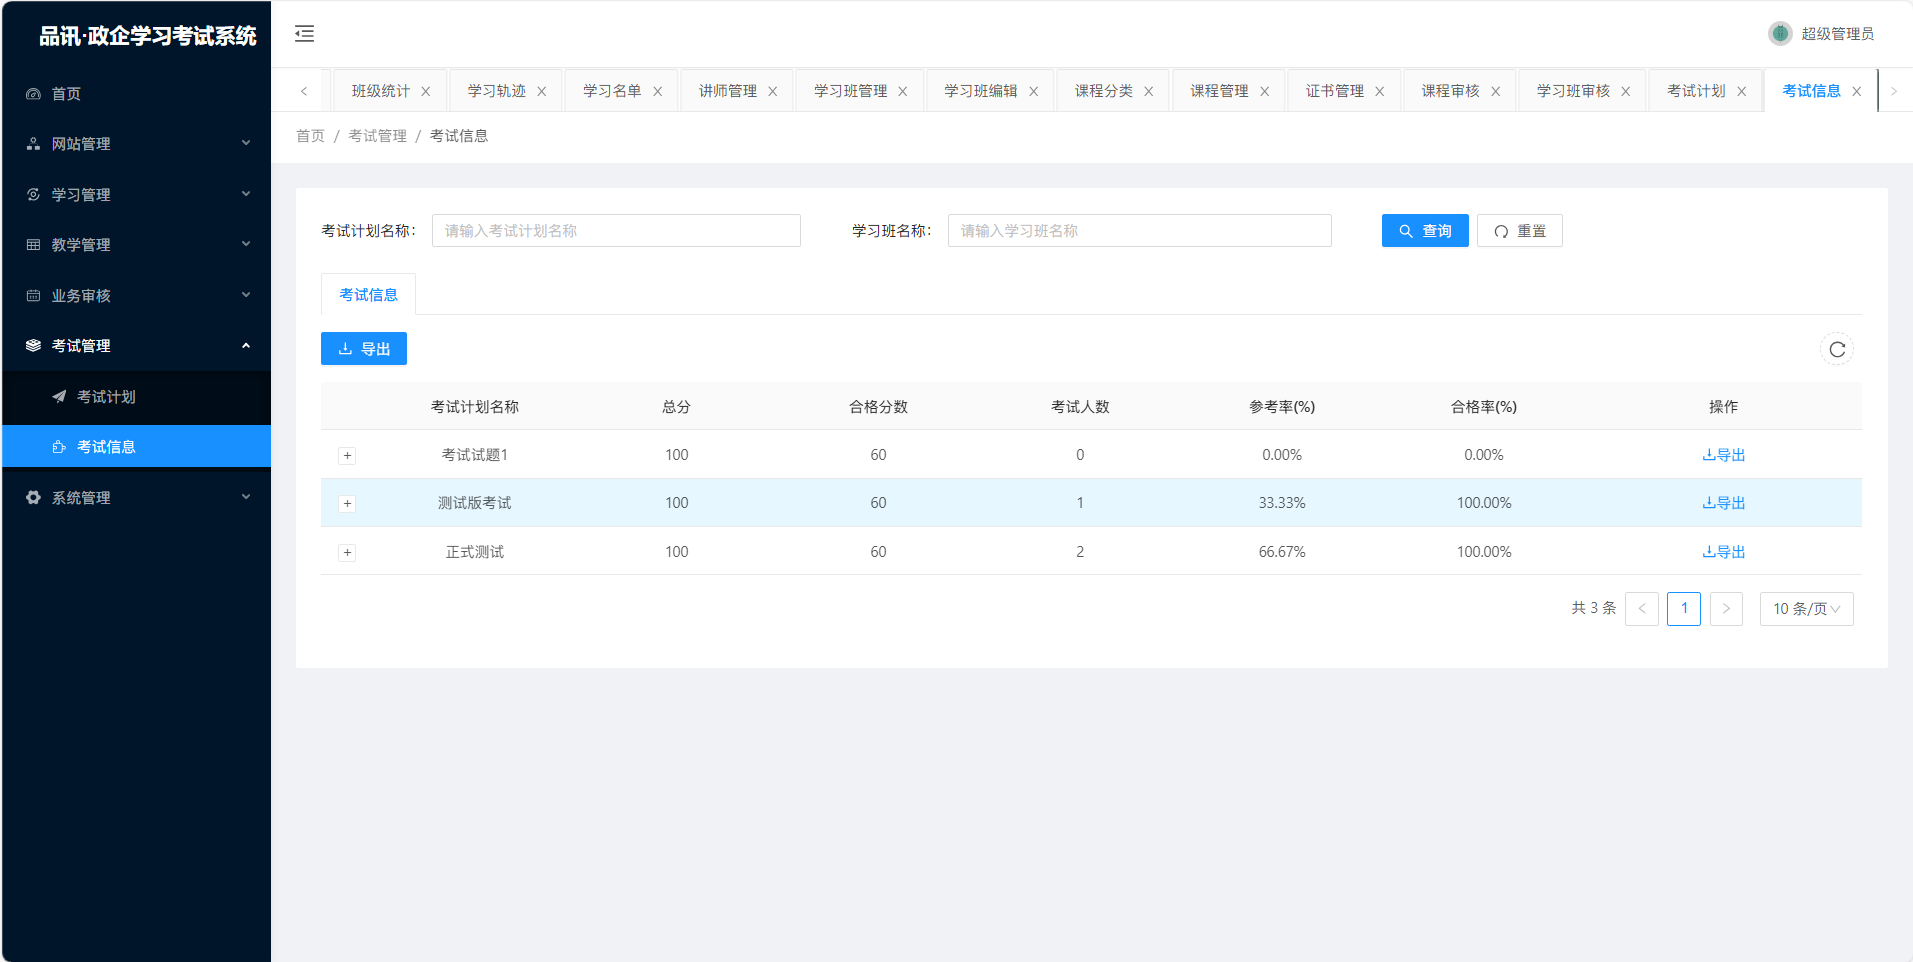 品讯·政企学习考试系统
超级管理员
首页
网站管理
学习管理
教学管理
业务审核
考试管理
考试计划
考试信息
系统管理
班级统计 学习轨迹 学习名单 讲师管理 学习班管理 学习班编辑 课程分类 课程管理 证书管理 课程审核 学习班审核 考试计划 考试信息
首页 / 考试管理 / 考试信息
考试计划名称: 请输入考试计划名称 学习班名称: 请输入学习班名称 查询 重置
考试信息
导出
考试计划名称 总分 合格分数 考试人数 参考率(%) 合格率(%) 操作
+ 考试试题1 100 60 0 0.00% 0.00% 导出
+ 测试版考试 100 60 1 33.33% 100.00% 导出
+ 正式测试 100 60 2 66.67% 100.00% 导出
共 3 条 < 1 > 10 条/页